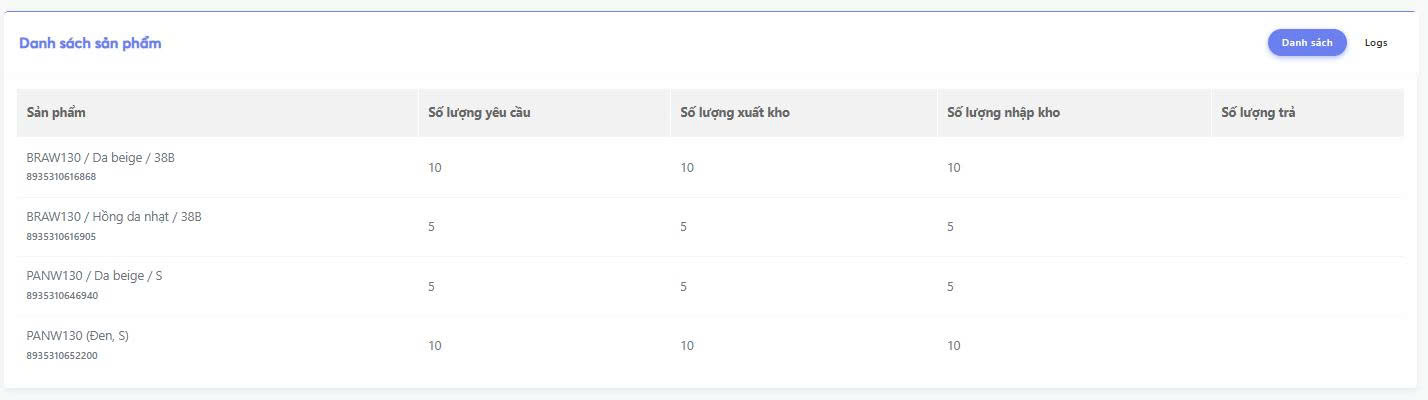 Danh sách sản phẩm
Danh sách
Logs
Sản phẩm
Số lượng yêu cầu
Số lượng xuất kho
Số lượng nhập kho
Số lượng trả
BRAW130 / Da beige / 38B
8935310616868
10
10
10
BRAW130 / Hồng da nhạt / 38B
8935310616905
5
5
5
PANW130 / Da beige / S
8935310646940
5
5
5
PANW130 (Đen, S)
8935310652200
10
10
10